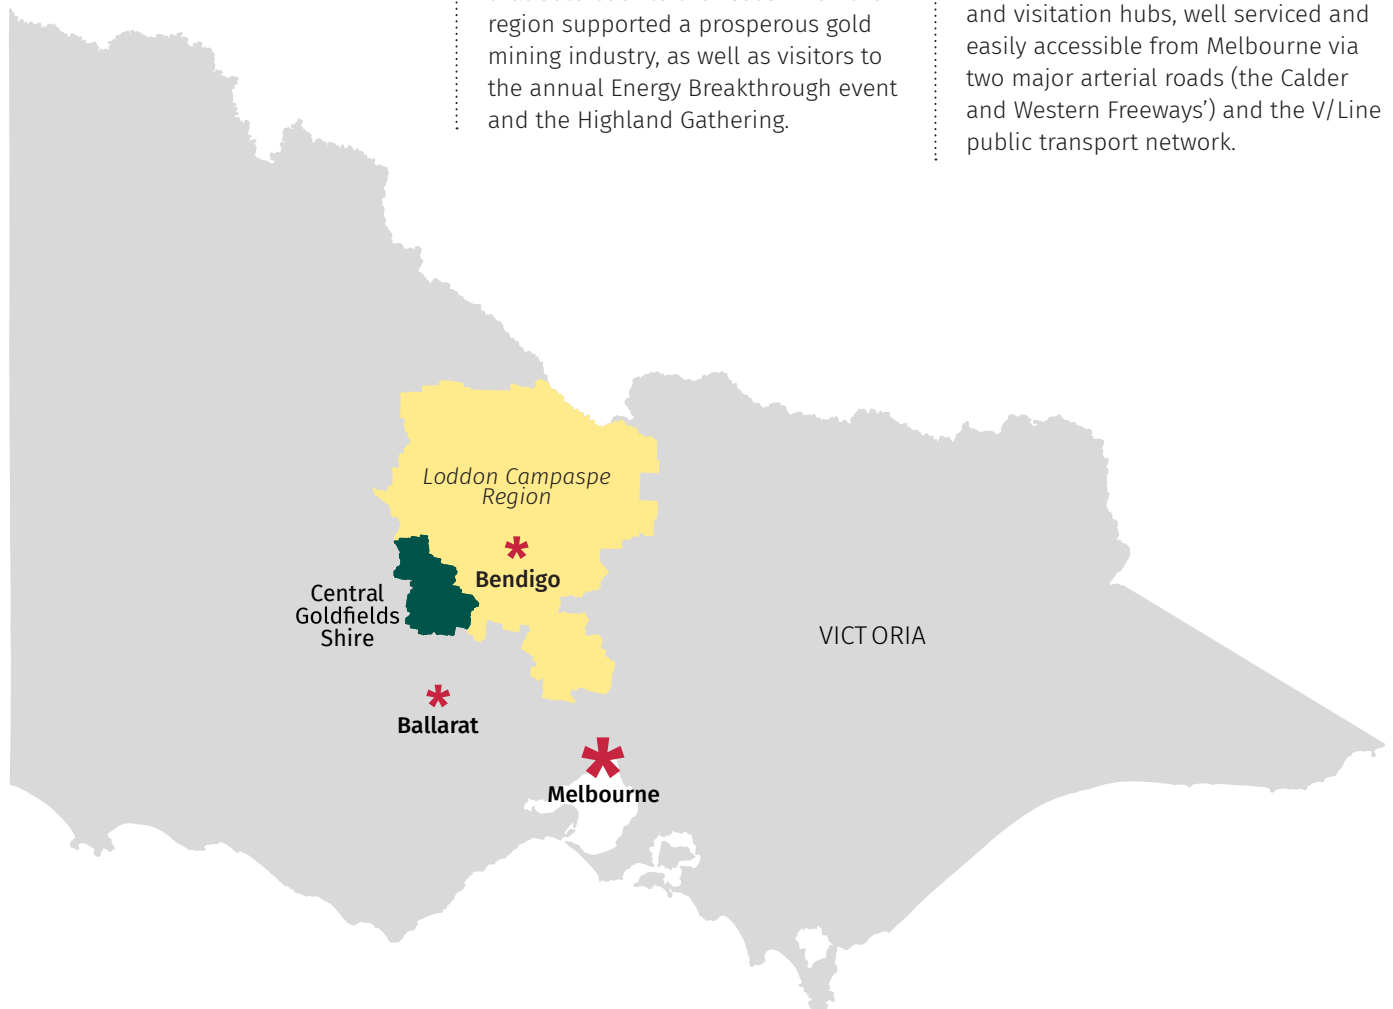 region supported a prosperous gold
mining industry, as well as visitors to
the annual Energy Breakthrough event
and the Highland Gathering.
and visitation hubs, well serviced and
easily accessible from Melbourne via
two major arterial roads (the Calder
and Western Freeways’) and the V/Line
public transport network.
Loddon Campaspe
Region
Bendigo
Central
Goldfields
Shire
VICTORIA
Ballarat
Melbourne